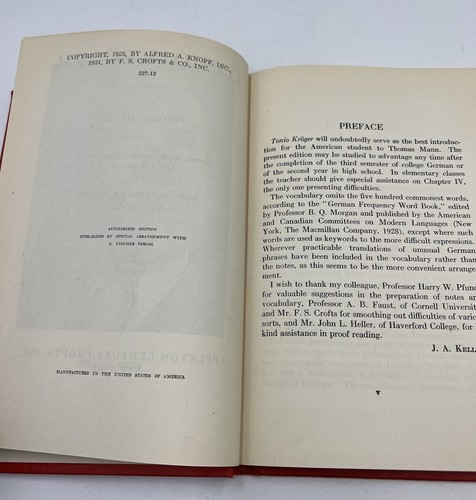 COPYRIGHT, 1925, BY ALFRED A. KNOPF, INC.,
1931, BY F. S. CROFTS & CO., INC.
527-13
AUTHORIZED EDITION
PUBLISHED BY SPECIAL ARRANGEMENT WITH
S. FISCHER VERLAG
MANUFACTURED IN THE UNITED STATES OF AMERICA
PREFACE
Tonio Kröger will undoubtedly serve as the best introduc-
tion for the American student to Thomas Mann. The
present edition may be studied to advantage any time after
the completion of the third semester of college German or
of the second year in high school. In elementary classes
the teacher should give especial assistance on Chapter IV,
the only one presenting difficulties.
The vocabulary omits the five hundred commonest words,
according to the "German Frequency Word Book," edited
by Professor B. Q. Morgan and published by the American
and Canadian Committees on Modern Languages (New
York, The Macmillan Company, 1928), except where such
words are used as keywords to the more difficult expressions.
Wherever practicable translations of unusual German
phrases have been included in the vocabulary rather than
the notes, as this seems to be the more convenient arrange-
ment.
I wish to thank my colleague, Professor Harry W. Pfund
for valuable suggestions in the preparation of notes an
vocabulary, Professor A. B. Faust, of Cornell Universit
and Mr. F. S. Crofts for smoothing out difficulties of vario
sorts, and Mr. John L. Heller, of Haverford College, for
kind assistance in proof reading.
J. A. KELL
v